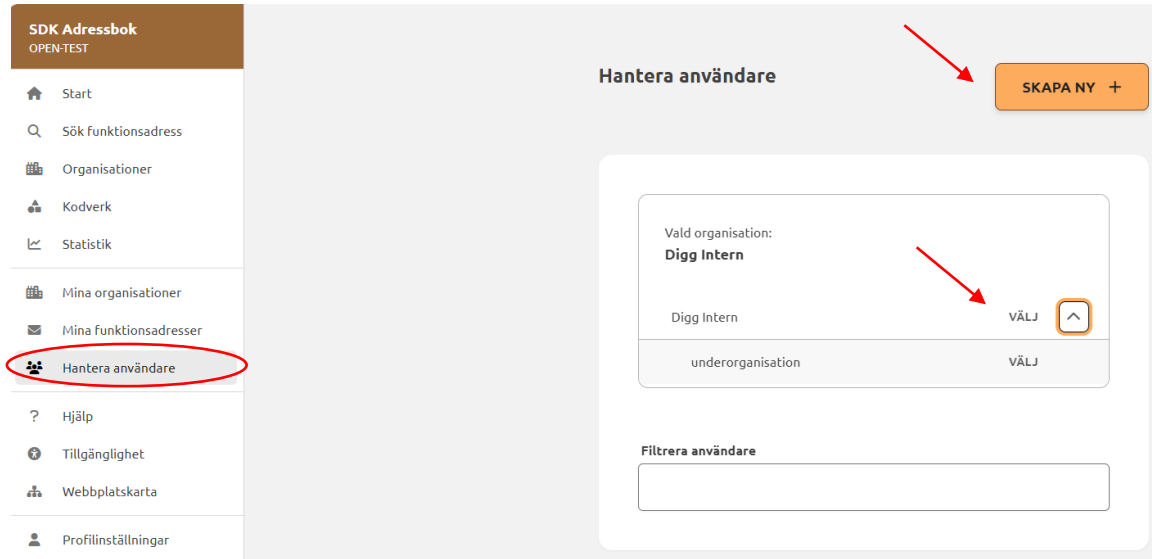 SDK Adressbok
OPEN-TEST
Start
Sök funktionsadress
Organisationer
Kodverk
Statistik
Mina organisationer
Mina funktionsadresser
Hantera användare
Hjälp
Tillgänglighet
Webbplatskarta
Profilinställningar
Hantera användare
SKAPA NY +
Vald organisation:
Digg Intern
Digg Intern VÄLJ
underorganisation VÄLJ
Filtrera användare